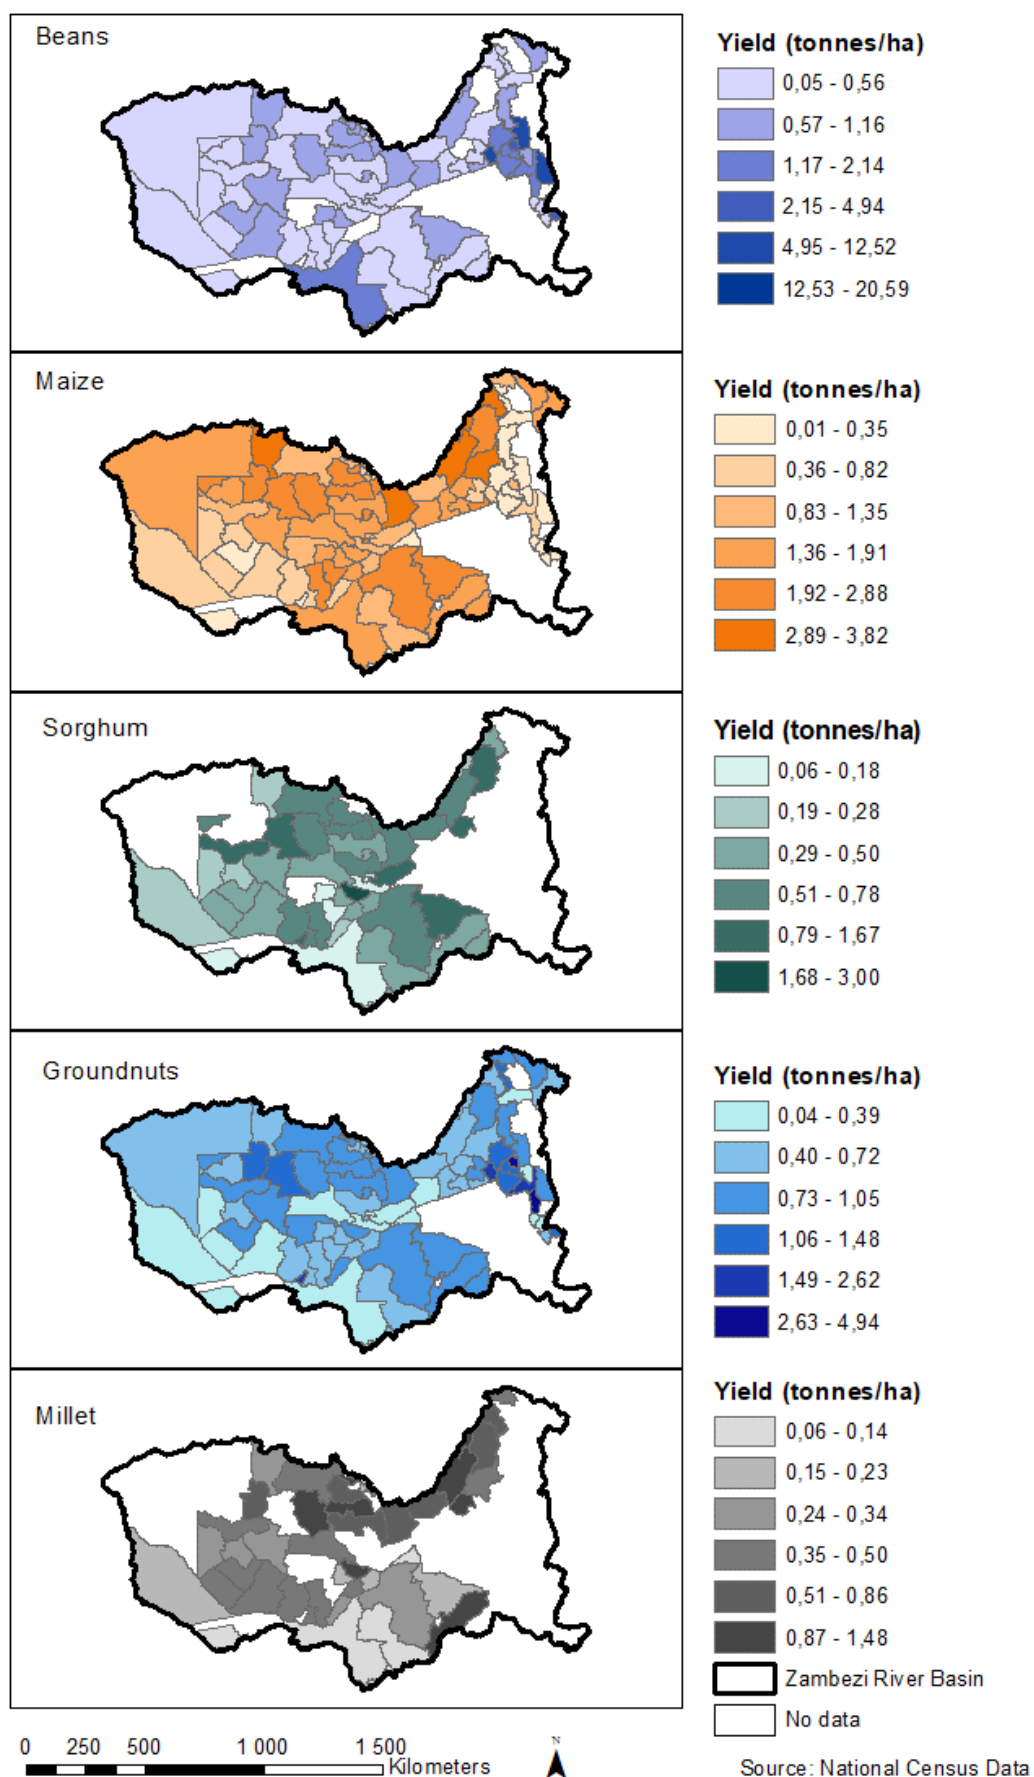 Beans
Yield (tonnes/ha)
0,05 - 0,56
0,57 - 1,16
1,17 - 2,14
2,15 - 4,94
4,95 - 12,52
12,53 - 20,59
Maize
Yield (tonnes/ha)
0,01 - 0,35
0,36 - 0,82
0,83 - 1,35
1,36 - 1,91
1,92 - 2,88
2,89 - 3,82
Sorghum
Yield (tonnes/ha)
0,06 - 0,18
0,19 - 0,28
0,29 - 0,50
0,51 - 0,78
0,79 - 1,67
1,68 - 3,00
Groundnuts
Yield (tonnes/ha)
0,04 - 0,39
0,40 - 0,72
0,73 - 1,05
1,06 - 1,48
1,49 - 2,62
2,63 - 4,94
Millet
Yield (tonnes/ha)
0,06 - 0,14
0,15 - 0,23
0,24 - 0,34
0,35 - 0,50
0,51 - 0,86
0,87 - 1,48
Zambezi River Basin
No data
0 250 500 1 000 1 500
Kilometers
N
Source: National Census Data